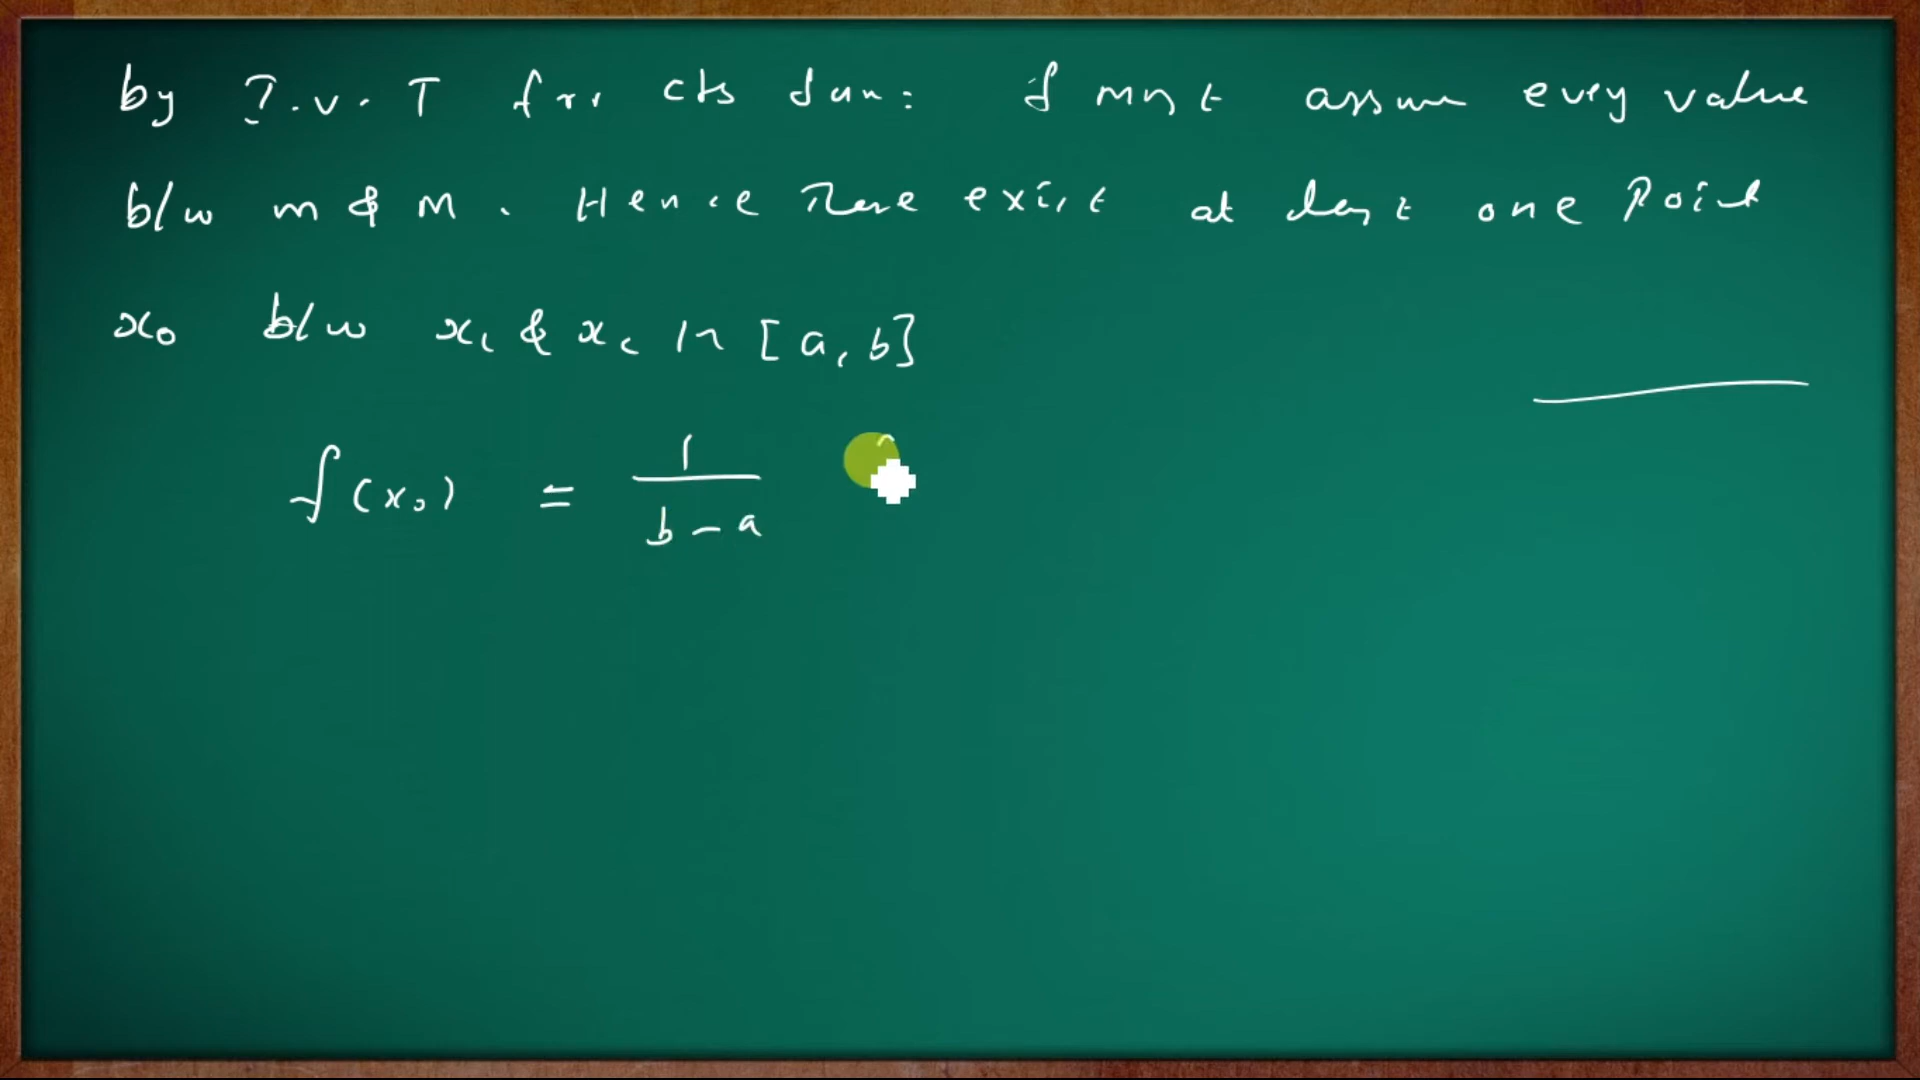 by I.v.T for cts fun: f must assume every value
b/w m & M. Hence There exist at least one Point
x₀ b/w x₁ & x₂ in [a, b]
f(x₀) = 1/(b-a)